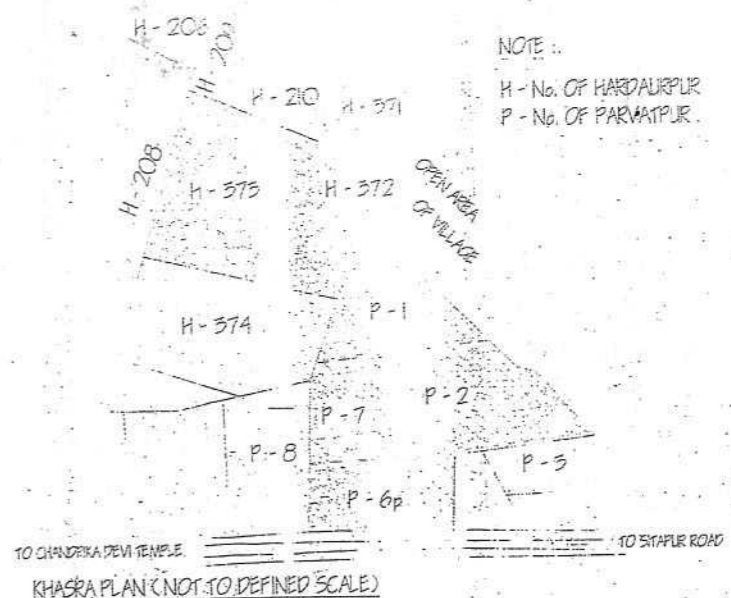 H - 208
H - 209
H - 210
H - 371
NOTE :.
H - No. OF HARDAURPUR
P - No. OF PARVATPUR.
H - 208
H - 373
H - 372
OPEN AREA
OF VILLAGE
H - 374
P - 1
P - 2
P - 7
P - 8
P - 3
P - 6p
TO CHANDRIKA DEVI TEMPLE.
TO SITAPUR ROAD
KHASRA PLAN (NOT TO DEFINED SCALE)